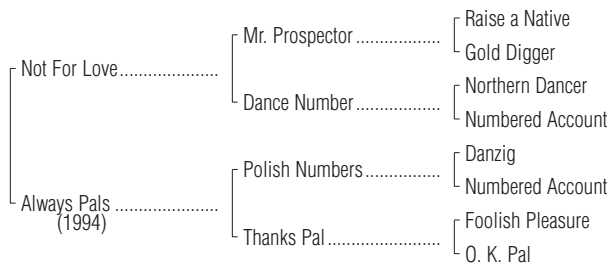 Raise a Native
Mr. Prospector ..................
Gold Digger
Not For Love.....................
Northern Dancer
Dance Number ..................
Numbered Account
Danzig
Polish Numbers................
Numbered Account
Always Pals ......................
(1994)
Foolish Pleasure
Thanks Pal........................
O. K. Pal